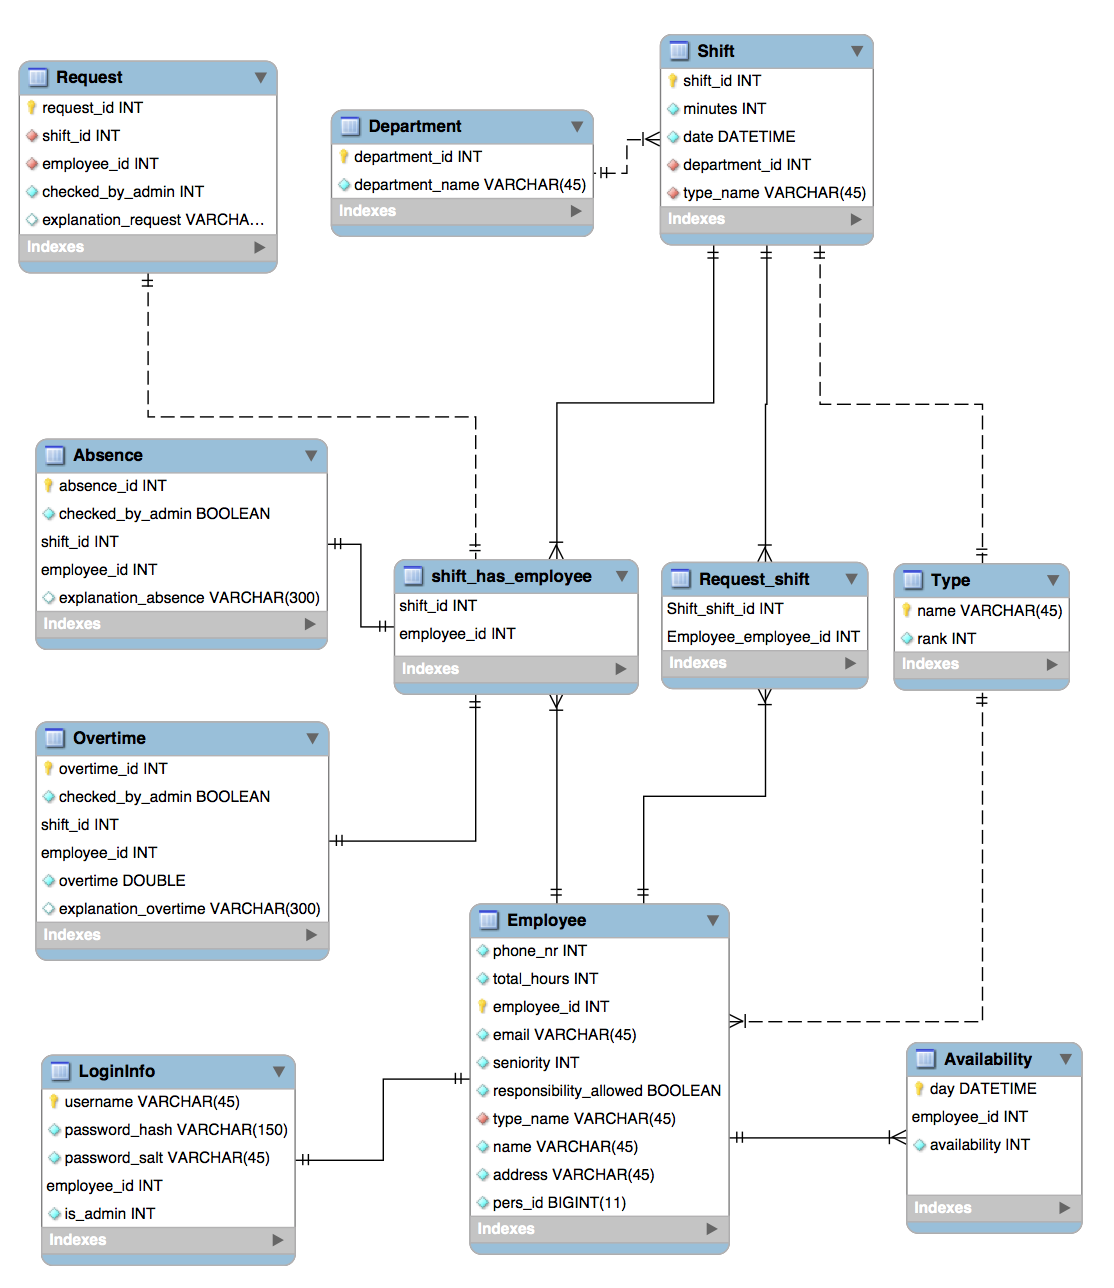 Request
request_id INT
shift_id INT
employee_id INT
checked_by_admin INT
explanation_request VARCHA...
Indexes
Department
department_id INT
department_name VARCHAR(45)
Indexes
Shift
shift_id INT
minutes INT
date DATETIME
department_id INT
type_name VARCHAR(45)
Indexes
Absence
absence_id INT
checked_by_admin BOOLEAN
shift_id INT
employee_id INT
explanation_absence VARCHAR(300)
Indexes
shift_has_employee
shift_id INT
employee_id INT
Indexes
Request_shift
Shift_shift_id INT
Employee_employee_id INT
Indexes
Type
name VARCHAR(45)
rank INT
Indexes
Overtime
overtime_id INT
checked_by_admin BOOLEAN
shift_id INT
employee_id INT
overtime DOUBLE
explanation_overtime VARCHAR(300)
Indexes
Employee
phone_nr INT
total_hours INT
employee_id INT
email VARCHAR(45)
seniority INT
responsibility_allowed BOOLEAN
type_name VARCHAR(45)
name VARCHAR(45)
address VARCHAR(45)
pers_id BIGINT(11)
Indexes
LoginInfo
username VARCHAR(45)
password_hash VARCHAR(150)
password_salt VARCHAR(45)
employee_id INT
is_admin INT
Indexes
Availability
day DATETIME
employee_id INT
availability INT
Indexes